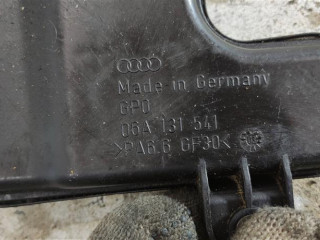 Made in Germany
GPO
06A 131 541
>PA6.6 GF30<